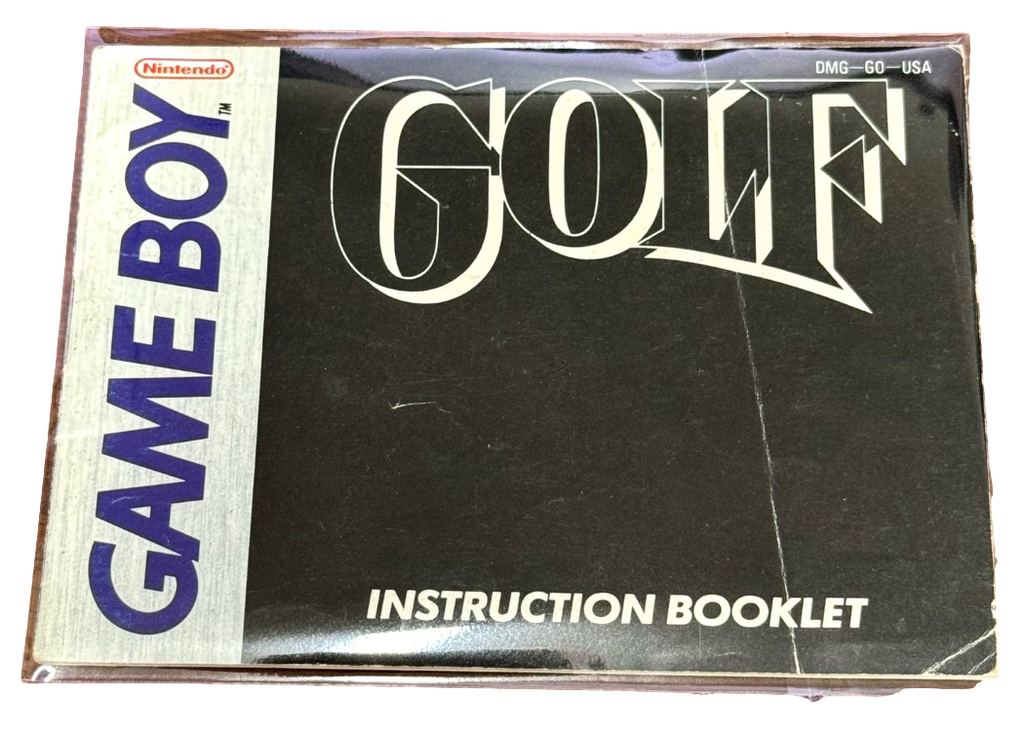 Nintendo®
GAME BOY™
DMG-GO-USA
GOLF
INSTRUCTION BOOKLET